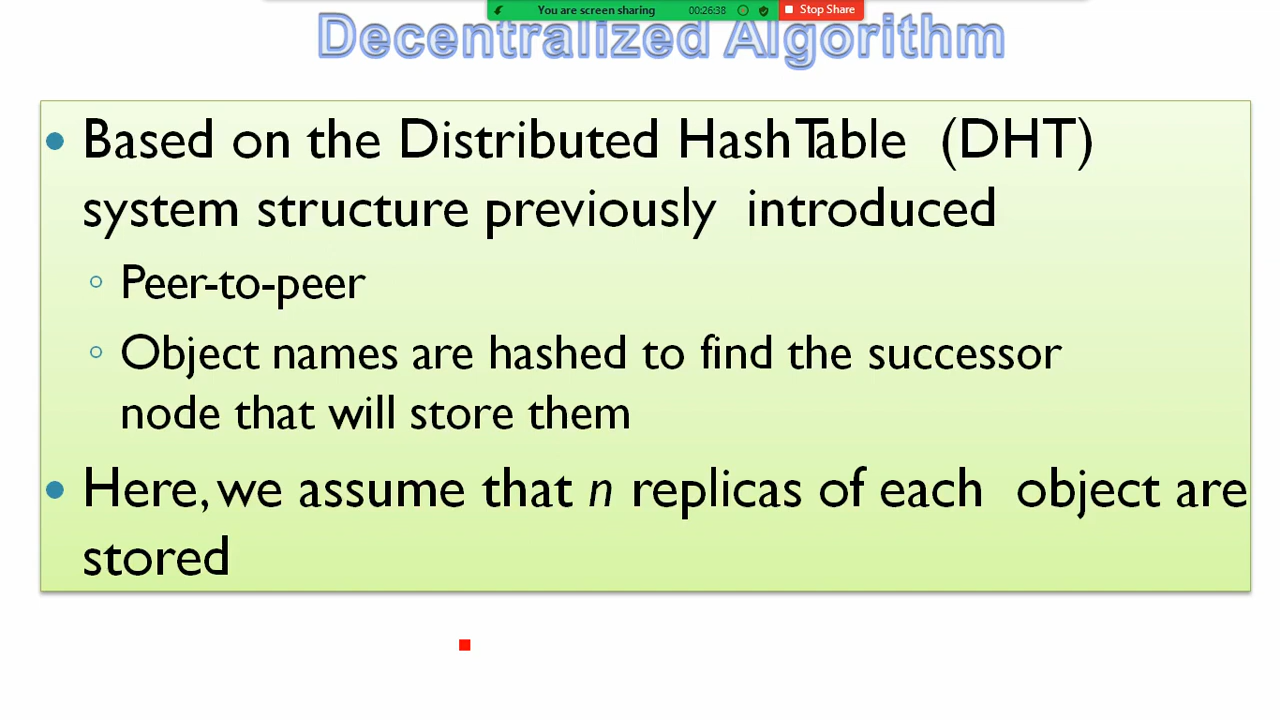 You are screen sharing 00:26:38 Stop Share
Decentralized Algorithm
• Based on the Distributed HashTable (DHT)
system structure previously introduced
◦ Peer-to-peer
◦ Object names are hashed to find the successor
node that will store them
• Here, we assume that n replicas of each object are
stored